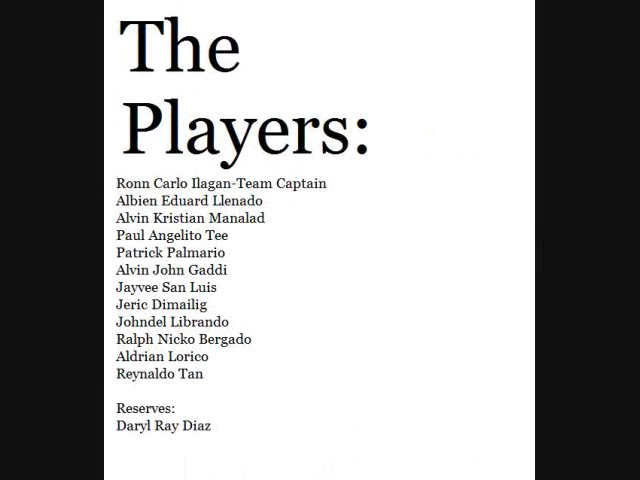 The
Players:
Ronn Carlo Ilagan-Team Captain
Albien Eduard Llenado
Alvin Kristian Manalad
Paul Angelito Tee
Patrick Palmario
Alvin John Gaddi
Jayvee San Luis
Jeric Dimailig
Johndel Librando
Ralph Nicko Bergado
Aldrian Lorico
Reynaldo Tan
Reserves:
Daryl Ray Diaz